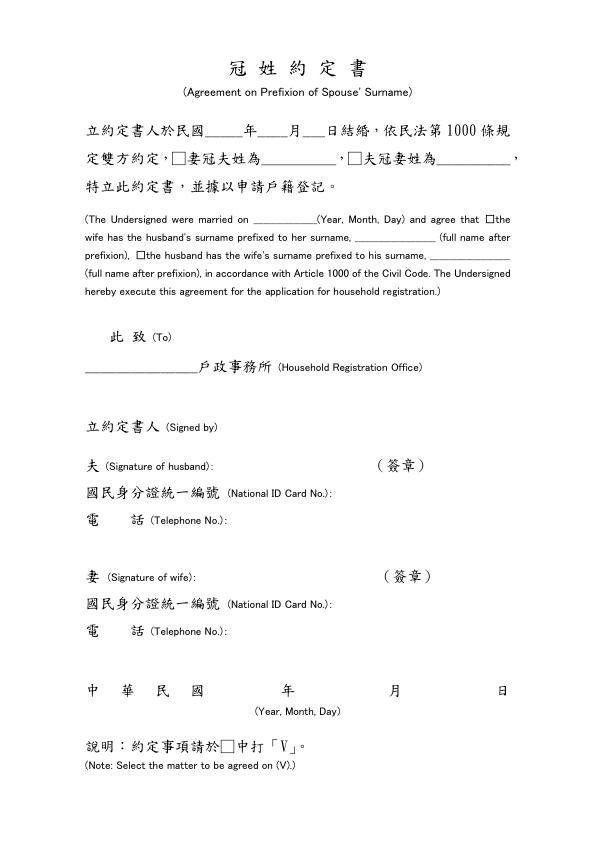 冠 姓 約 定 書
(Agreement on Prefixion of Spouse' Surname)
立約定書人於民國_____年____月___日結婚，依民法第 1000 條規
定雙方約定，□妻冠夫姓為__________，□夫冠妻姓為__________，
特立此約定書，並據以申請戶籍登記。
(The Undersigned were married on ____________(Year, Month, Day) and agree that □the
wife has the husband's surname prefixed to her surname, _______________ (full name after
prefixion), □the husband has the wife's surname prefixed to his surname, _______________
(full name after prefixion), in accordance with Article 1000 of the Civil Code. The Undersigned
hereby execute this agreement for the application for household registration.)
此 致 (To)
_______________戶政事務所 (Household Registration Office)
立約定書人 (Signed by)
夫 (Signature of husband): （簽章）
國民身分證統一編號 (National ID Card No.):
電 話 (Telephone No.):
妻 (Signature of wife): （簽章）
國民身分證統一編號 (National ID Card No.):
電 話 (Telephone No.):
中 華 民 國 年 月 日
(Year, Month, Day)
說明：約定事項請於□中打「V」。
(Note: Select the matter to be agreed on (V).)